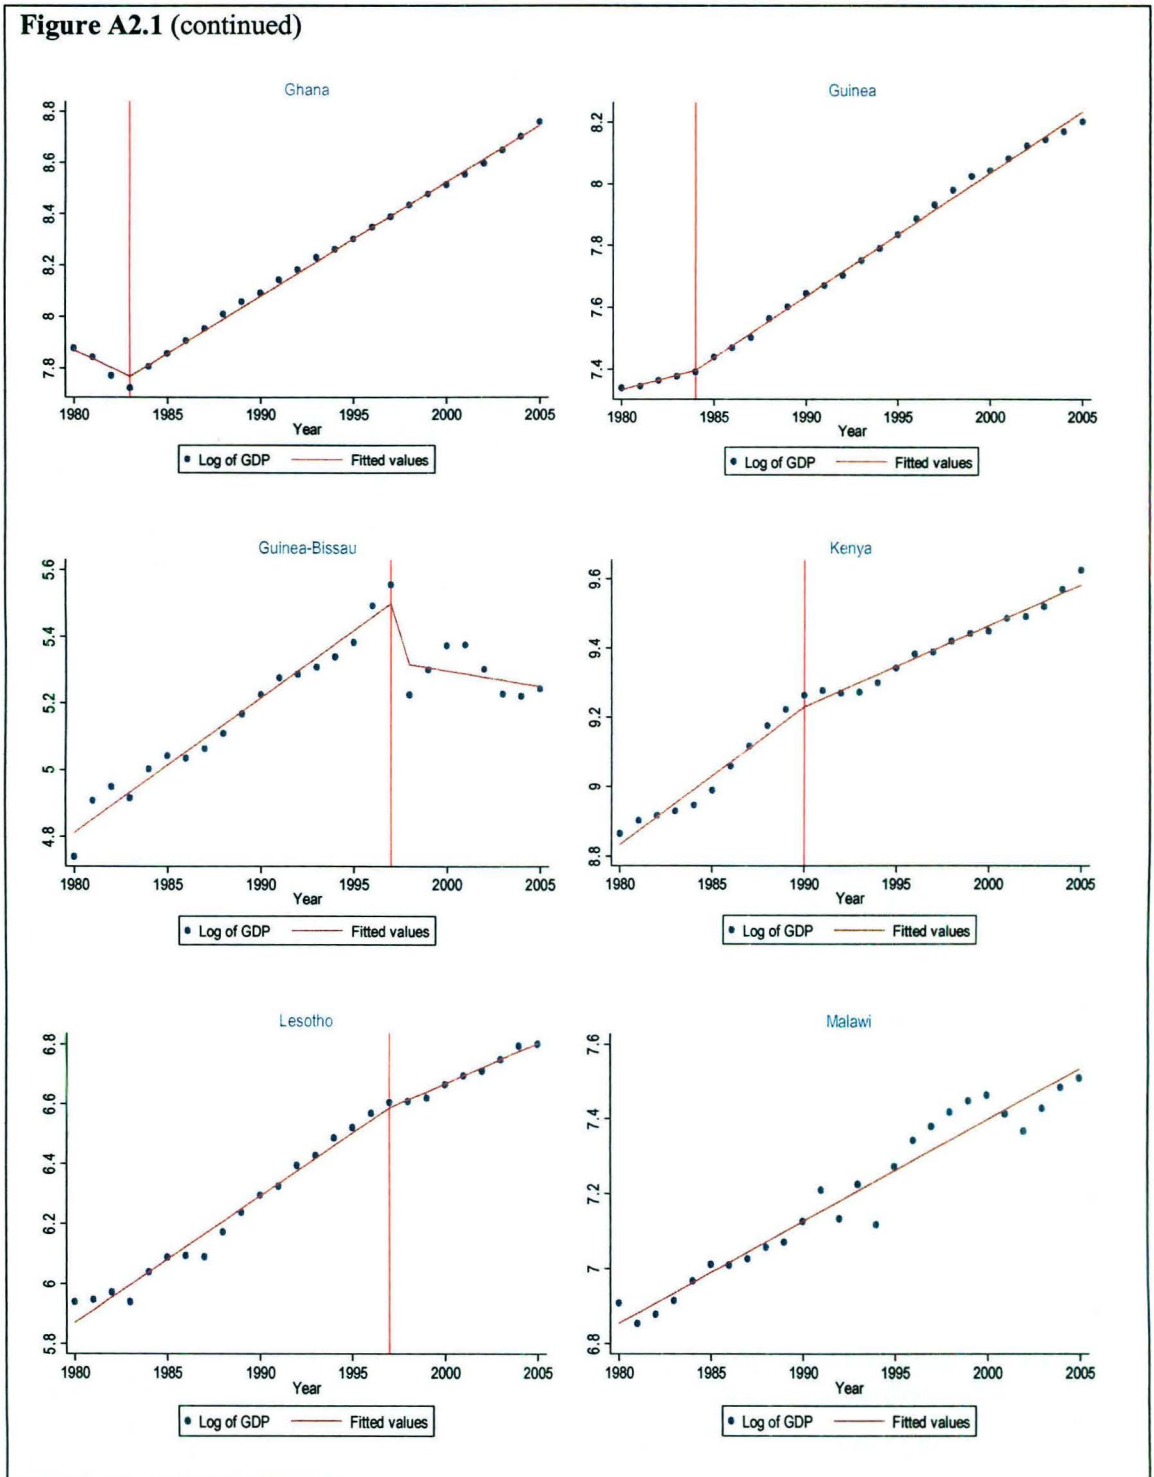 Figure A2.1 (continued)
Ghana
8.8
8.6
8.4
8.2
8
7.8
1980 1985 1990 1995 2000 2005
Year
Log of GDP Fitted values
Guinea
8.2
8
7.8
7.6
7.4
1980 1985 1990 1995 2000 2005
Year
Log of GDP Fitted values
Guinea-Bissau
5.6
5.4
5.2
5
4.8
1980 1985 1990 1995 2000 2005
Year
Log of GDP Fitted values
Kenya
9.6
9.4
9.2
9
8.8
1980 1985 1990 1995 2000 2005
Year
Log of GDP Fitted values
Lesotho
6.8
6.6
6.4
6.2
6
5.8
1980 1985 1990 1995 2000 2005
Year
Log of GDP Fitted values
Malawi
7.6
7.4
7.2
7
6.8
1980 1985 1990 1995 2000 2005
Year
Log of GDP Fitted values